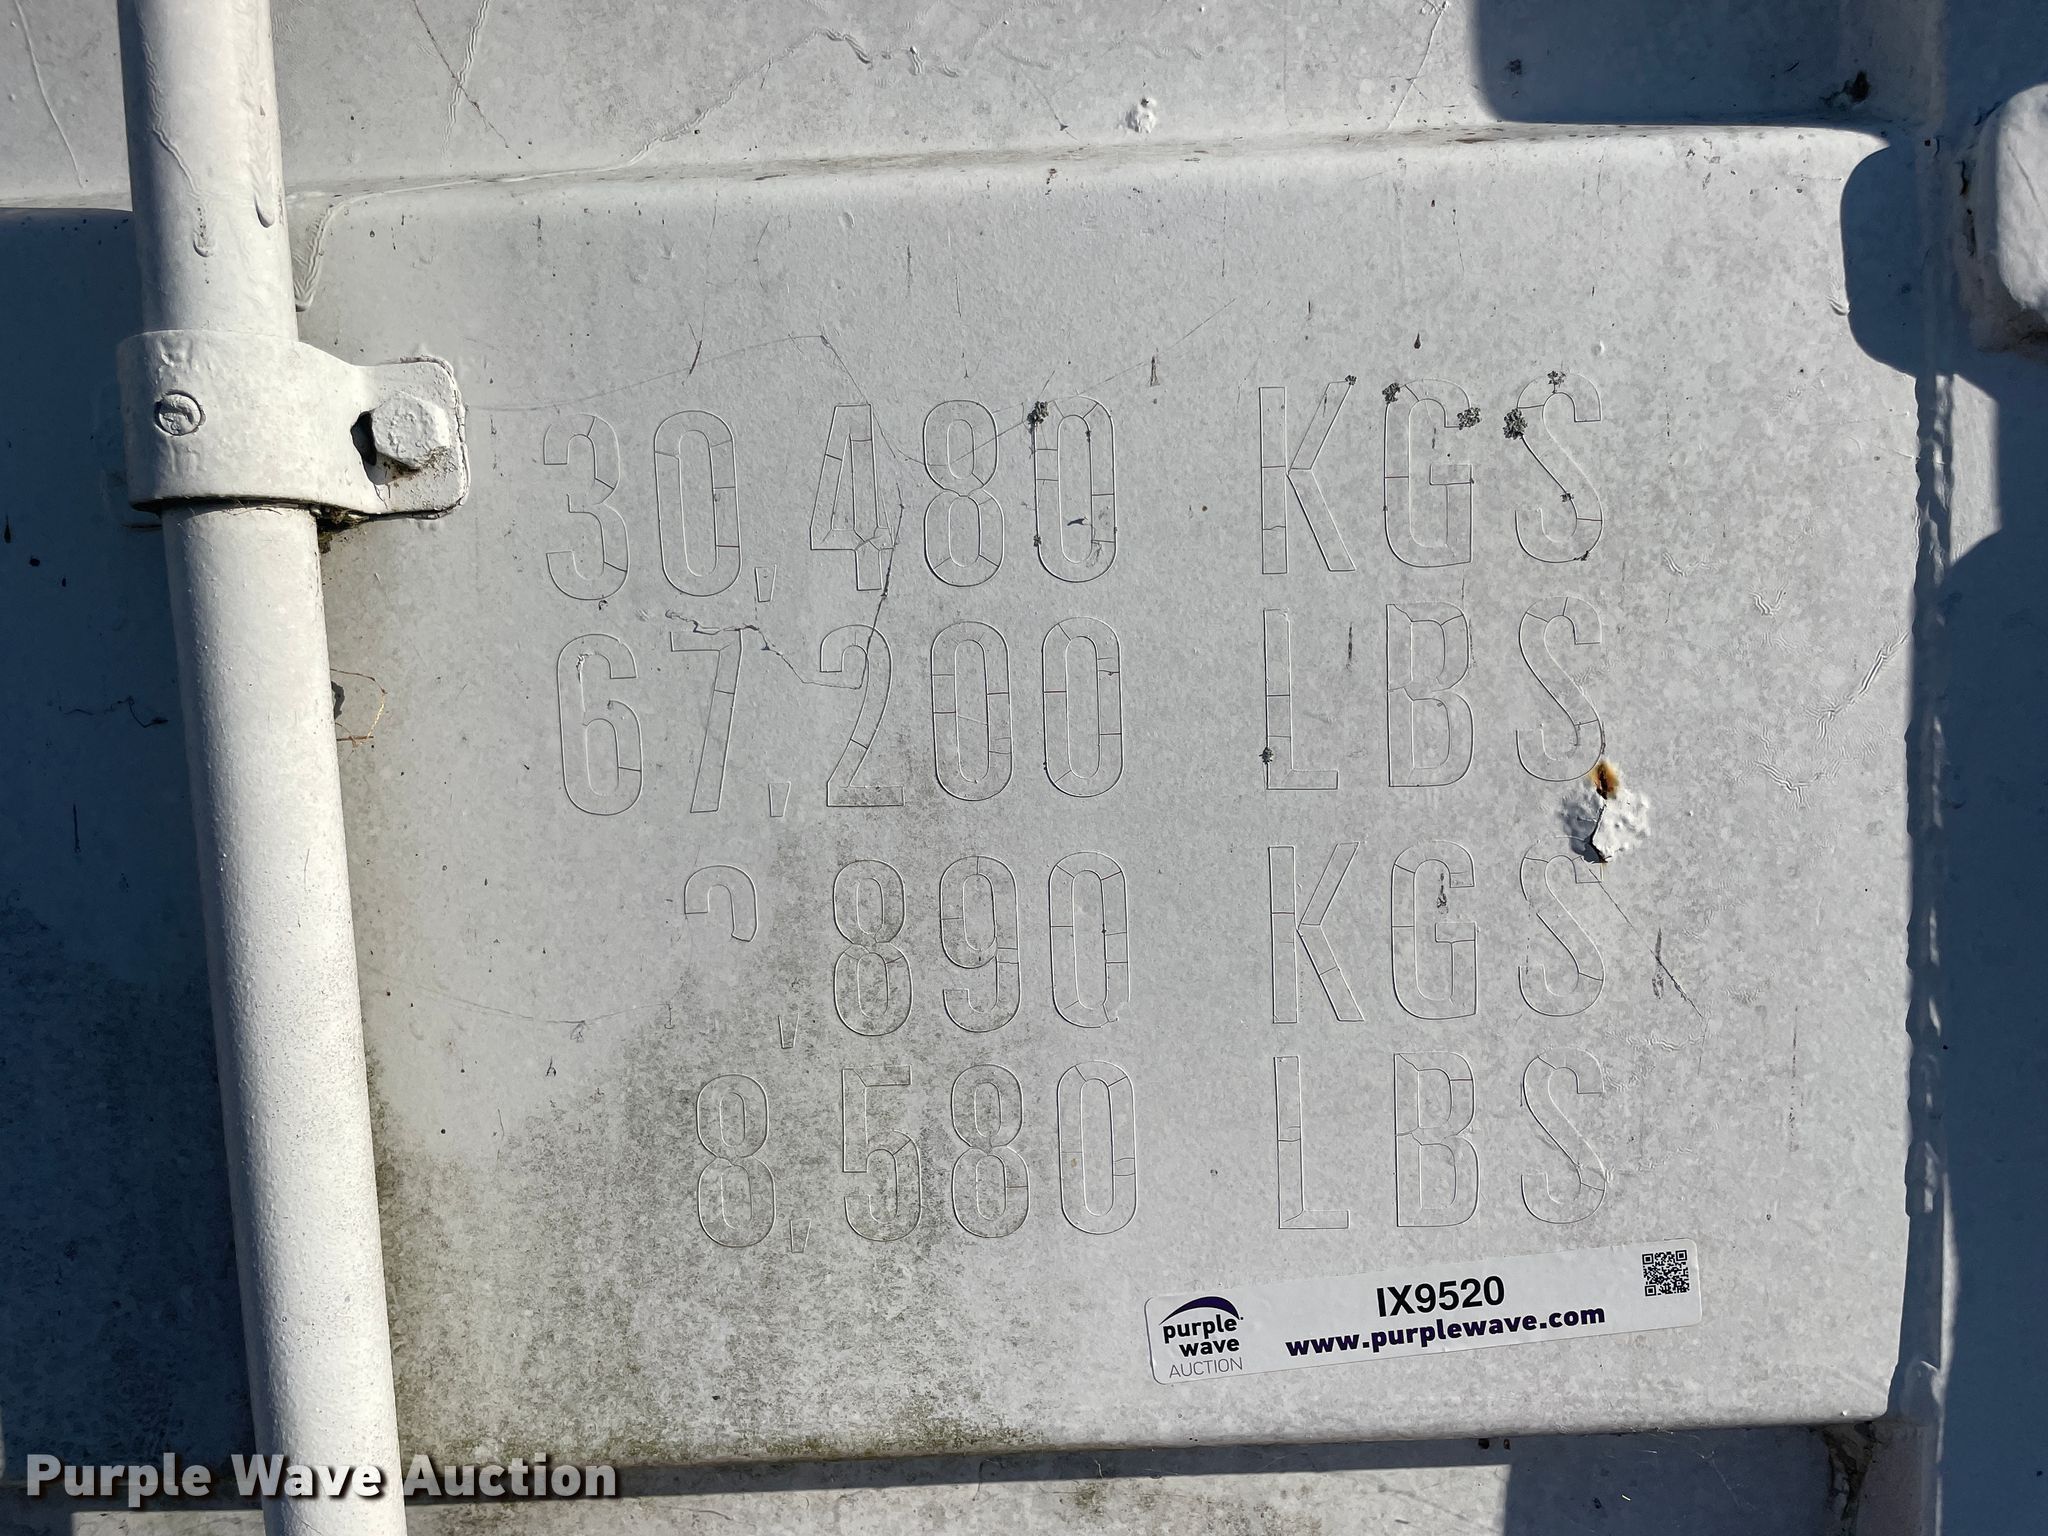 30,480 KGS
67,200 LBS
3,890 KGS
8,580 LBS
purple
wave
AUCTION
IX9520
www.purplewave.com
Purple Wave Auction